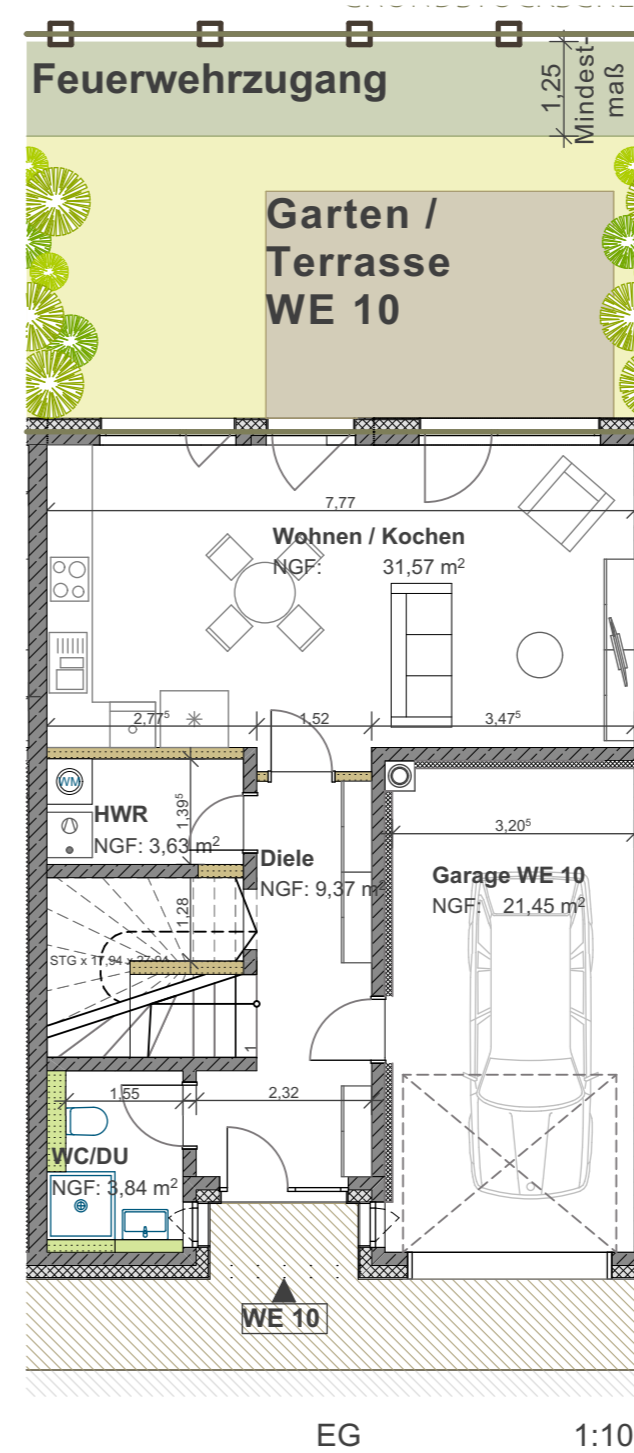 Feuerwehrzugang
1,25
Mindest-
maß
Garten /
Terrasse
WE 10
7,77
Wohnen / Kochen
NGF: 31,57 m²
2,77⁵
1,52
3,47⁵
WM
HWR
NGF: 3,63 m²
1,39⁵
Diele
NGF: 9,37 m²
3,20⁵
Garage WE 10
NGF: 21,45 m²
1,28
1
1,55
2,32
WC/DU
NGF: 3,84 m²
WE 10
EG
1:10